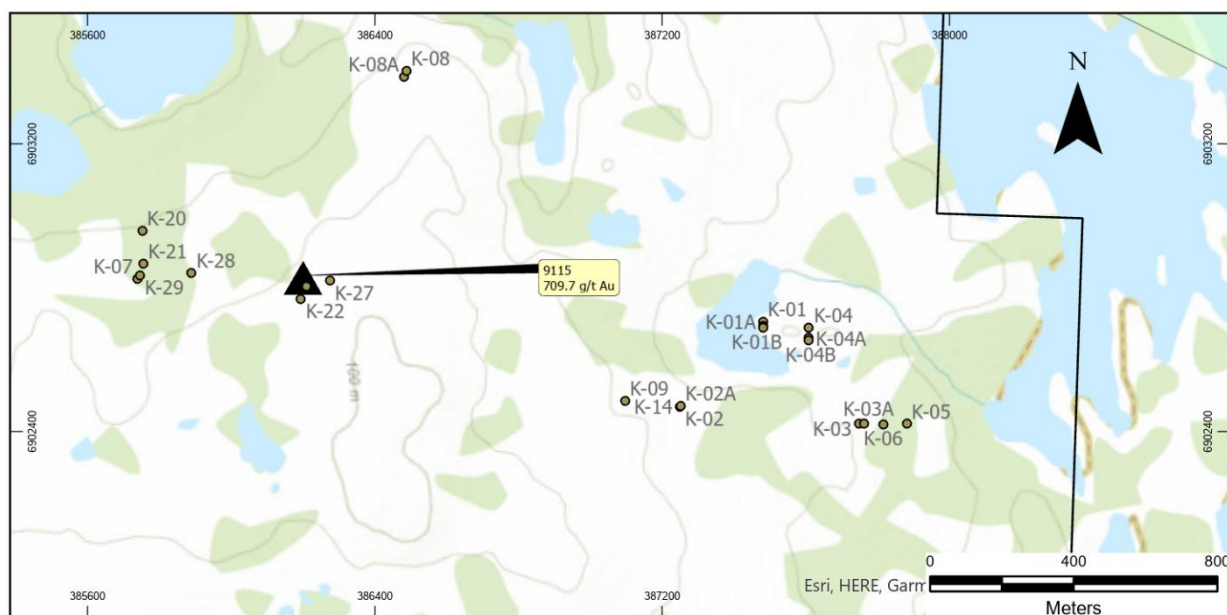 385600
386400
387200
388000
N
K-08A
K-08
6903200
6903200
K-20
K-21
K-07
K-28
K-29
K-27
K-22
9115
709.7 g/t Au
K-01
K-04
K-01A
K-04A
K-01B
K-04B
100 m
K-09
K-02A
K-14
K-02
K-03A
K-05
K-03
K-06
6902400
6902400
0
400
800
Esri, HERE, Garm
Meters
385600
386400
387200